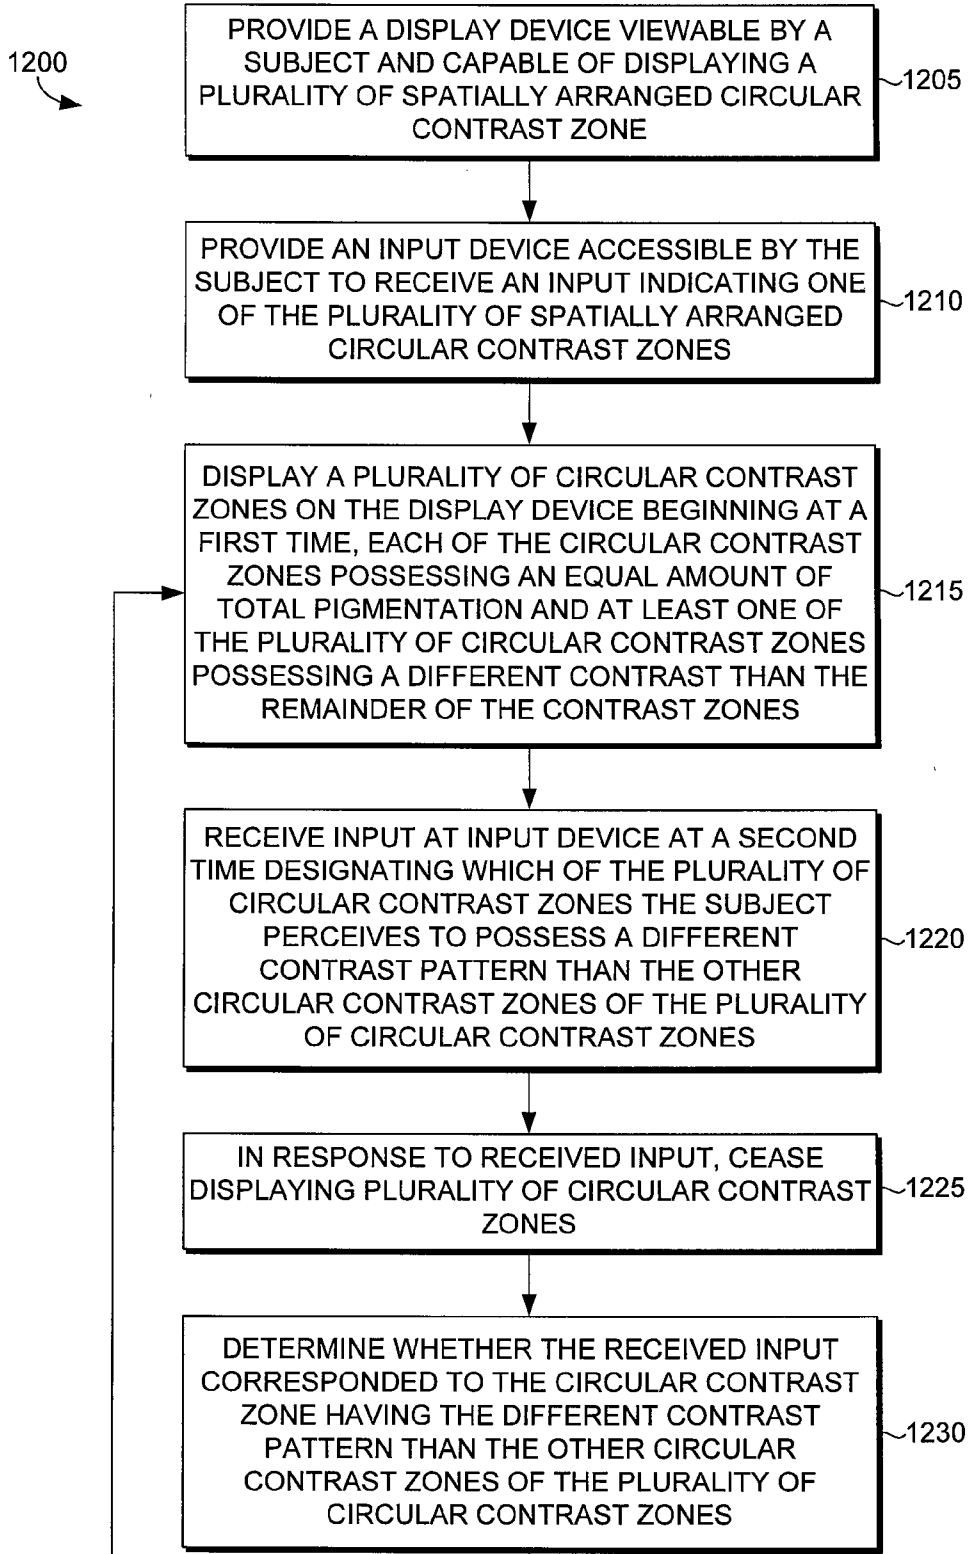 1200
PROVIDE A DISPLAY DEVICE VIEWABLE BY A
SUBJECT AND CAPABLE OF DISPLAYING A
PLURALITY OF SPATIALLY ARRANGED CIRCULAR
CONTRAST ZONE
1205
PROVIDE AN INPUT DEVICE ACCESSIBLE BY THE
SUBJECT TO RECEIVE AN INPUT INDICATING ONE
OF THE PLURALITY OF SPATIALLY ARRANGED
CIRCULAR CONTRAST ZONES
1210
DISPLAY A PLURALITY OF CIRCULAR CONTRAST
ZONES ON THE DISPLAY DEVICE BEGINNING AT A
FIRST TIME, EACH OF THE CIRCULAR CONTRAST
ZONES POSSESSING AN EQUAL AMOUNT OF
TOTAL PIGMENTATION AND AT LEAST ONE OF
THE PLURALITY OF CIRCULAR CONTRAST ZONES
POSSESSING A DIFFERENT CONTRAST THAN THE
REMAINDER OF THE CONTRAST ZONES
1215
RECEIVE INPUT AT INPUT DEVICE AT A SECOND
TIME DESIGNATING WHICH OF THE PLURALITY OF
CIRCULAR CONTRAST ZONES THE SUBJECT
PERCEIVES TO POSSESS A DIFFERENT
CONTRAST PATTERN THAN THE OTHER
CIRCULAR CONTRAST ZONES OF THE PLURALITY
OF CIRCULAR CONTRAST ZONES
1220
IN RESPONSE TO RECEIVED INPUT, CEASE
DISPLAYING PLURALITY OF CIRCULAR CONTRAST
ZONES
1225
DETERMINE WHETHER THE RECEIVED INPUT
CORRESPONDED TO THE CIRCULAR CONTRAST
ZONE HAVING THE DIFFERENT CONTRAST
PATTERN THAN THE OTHER CIRCULAR
CONTRAST ZONES OF THE PLURALITY OF
CIRCULAR CONTRAST ZONES
1230